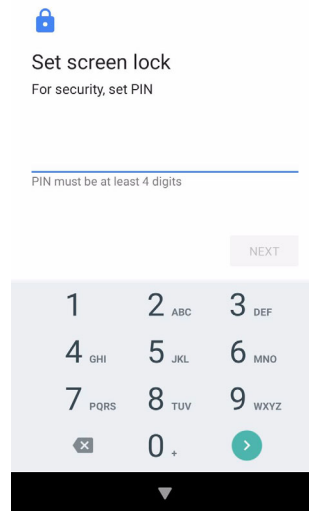 Set screen lock
For security, set PIN
PIN must be at least 4 digits
NEXT
1 2 ABC 3 DEF
4 GHI 5 JKL 6 MNO
7 PQRS 8 TUV 9 WXYZ
0 +